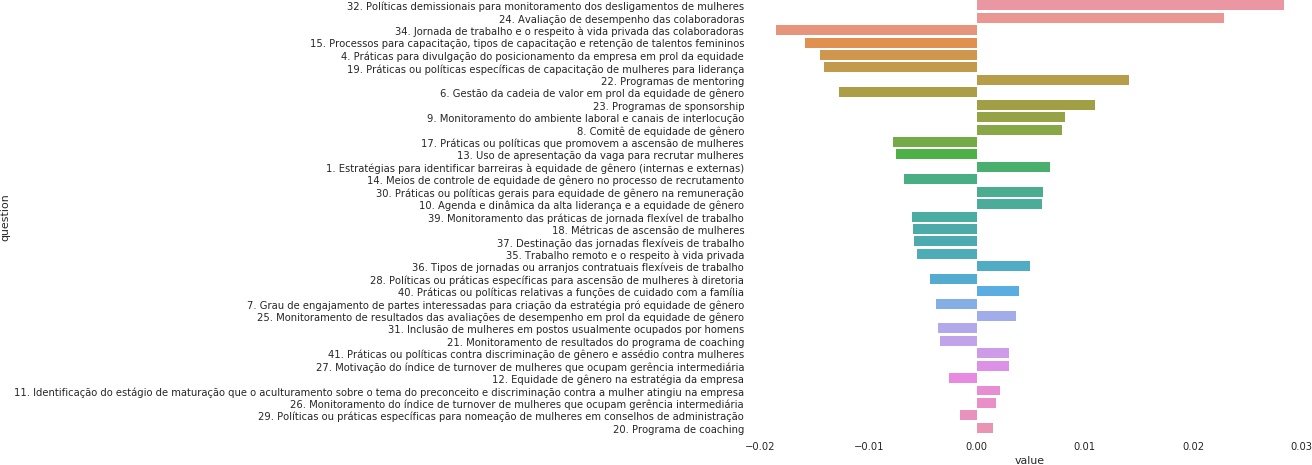 32. Políticas demissionais para monitoramento dos desligamentos de mulheres
24. Avaliação de desempenho das colaboradoras
34. Jornada de trabalho e o respeito à vida privada das colaboradoras
15. Processos para capacitação, tipos de capacitação e retenção de talentos femininos
4. Práticas para divulgação do posicionamento da empresa em prol da equidade
19. Práticas ou políticas específicas de capacitação de mulheres para liderança
22. Programas de mentoring
6. Gestão da cadeia de valor em prol da equidade de gênero
23. Programas de sponsorship
9. Monitoramento do ambiente laboral e canais de interlocução
8. Comitê de equidade de gênero
17. Práticas ou políticas que promovem a ascensão de mulheres
13. Uso de apresentação da vaga para recrutar mulheres
1. Estratégias para identificar barreiras à equidade de gênero (internas e externas)
14. Meios de controle de equidade de gênero no processo de recrutamento
30. Práticas ou políticas gerais para equidade de gênero na remuneração
10. Agenda e dinâmica da alta liderança e a equidade de gênero
39. Monitoramento das práticas de jornada flexível de trabalho
18. Métricas de ascensão de mulheres
37. Destinação das jornadas flexíveis de trabalho
35. Trabalho remoto e o respeito à vida privada
36. Tipos de jornadas ou arranjos contratuais flexíveis de trabalho
28. Políticas ou práticas específicas para ascensão de mulheres à diretoria
40. Práticas ou políticas relativas a funções de cuidado com a família
7. Grau de engajamento de partes interessadas para criação da estratégia pró equidade de gênero
25. Monitoramento de resultados das avaliações de desempenho em prol da equidade de gênero
31. Inclusão de mulheres em postos usualmente ocupados por homens
21. Monitoramento de resultados do programa de coaching
41. Práticas ou políticas contra discriminação de gênero e assédio contra mulheres
27. Motivação do índice de turnover de mulheres que ocupam gerência intermediária
12. Equidade de gênero na estratégia da empresa
11. Identificação do estágio de maturação que o aculturamento sobre o tema do preconceito e discriminação contra a mulher atingiu na empresa
26. Monitoramento do índice de turnover de mulheres que ocupam gerência intermediária
29. Políticas ou práticas específicas para nomeação de mulheres em conselhos de administração
20. Programa de coaching
question
−0.02 −0.01 0.00 0.01 0.02 0.03
value